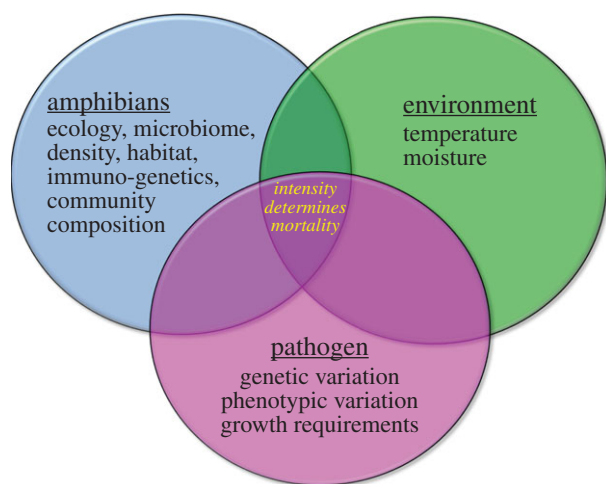 amphibians
ecology, microbiome,
density, habitat,
immuno-genetics,
community
composition
environment
temperature
moisture
intensity
determines
mortality
pathogen
genetic variation
phenotypic variation
growth requirements